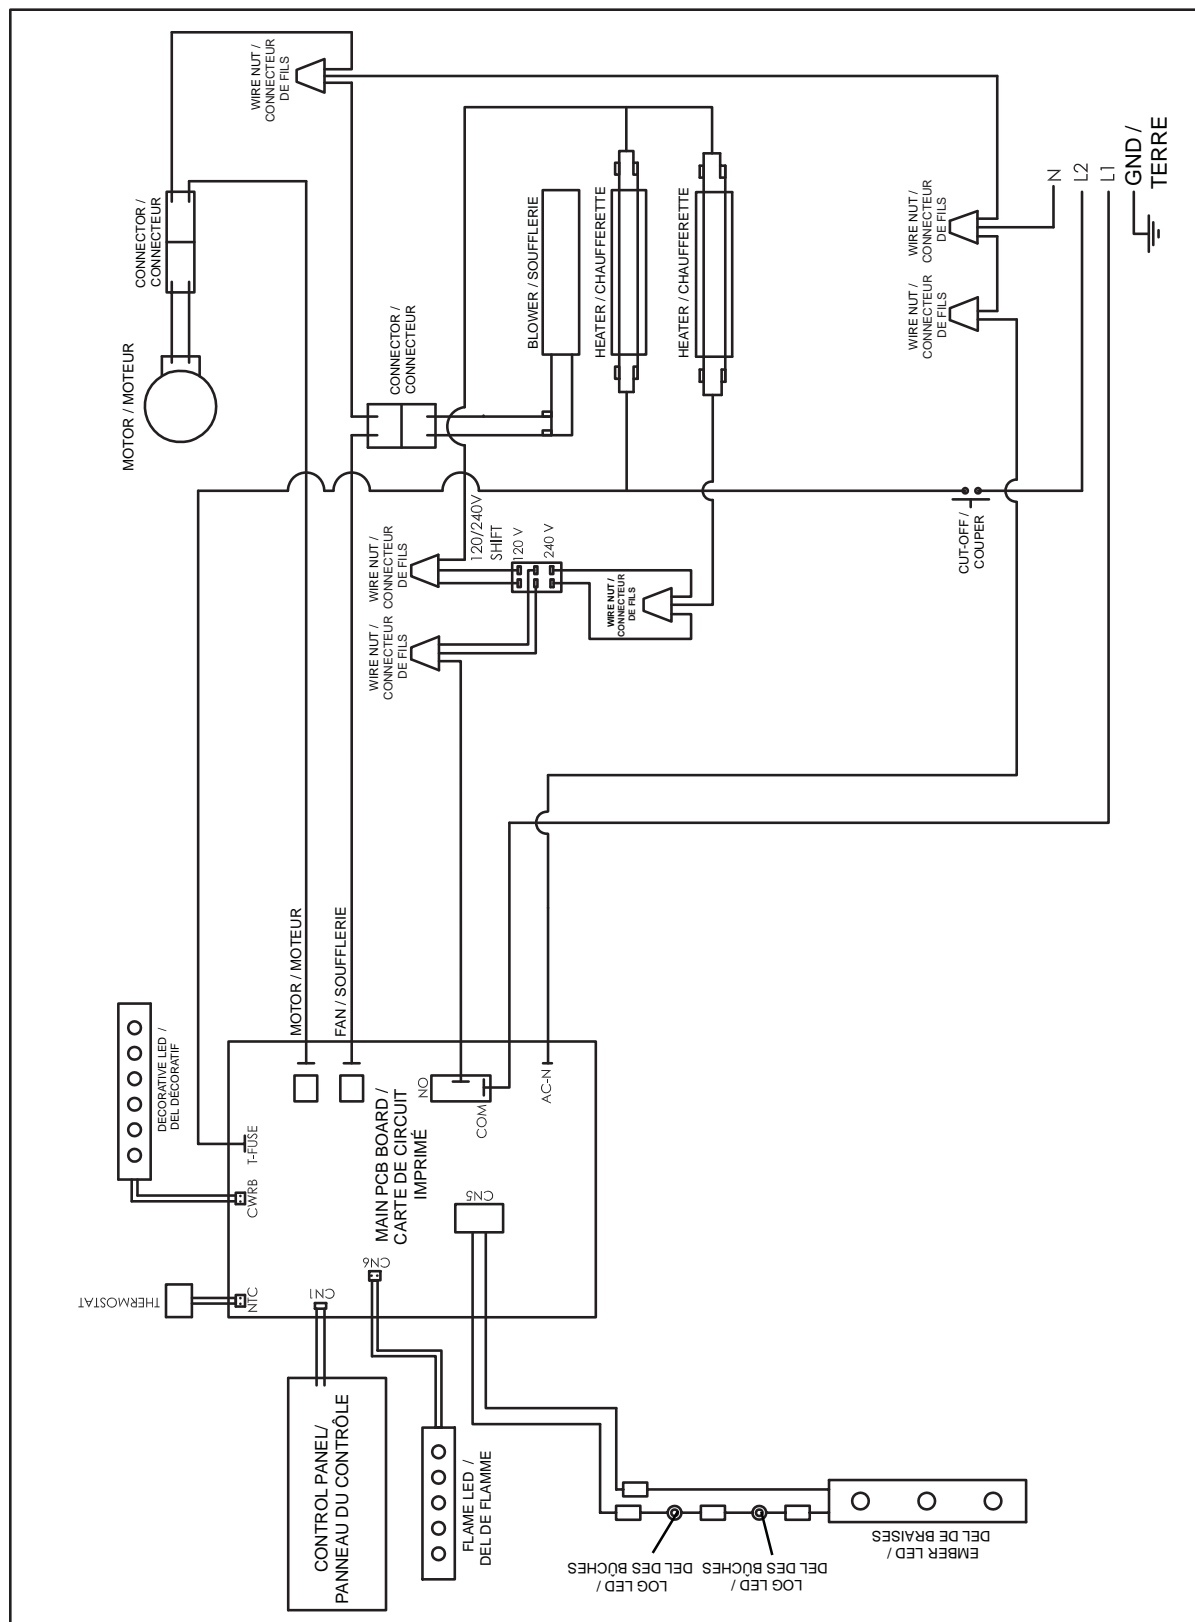 WIRE NUT /
CONNECTEUR
DE FILS
CONNECTOR /
CONNECTEUR
MOTOR / MOTEUR
CONNECTOR /
CONNECTEUR
BLOWER / SOUFFLERIE
HEATER / CHAUFFERETTE
HEATER / CHAUFFERETTE
WIRE NUT /
CONNECTEUR
DE FILS
WIRE NUT /
CONNECTEUR
DE FILS
N
L2
L1
GND /
TERRE
CUT-OFF /
COUPER
120/240V
SHIFT
120 V
240 V
WIRE NUT /
CONNECTEUR
DE FILS
WIRE NUT /
CONNECTEUR
DE FILS
WIRE NUT /
CONNECTEUR
DE FILS
MOTOR / MOTEUR
FAN / SOUFFLERIE
DECORATIVE LED /
DEL DÉCORATIF
T-FUSE
CWRB
NTC
THERMOSTAT
CN1
CN6
CN5
NO
COM
AC-N
MAIN PCB BOARD /
CARTE DE CIRCUIT
IMPRIMÉ
CONTROL PANEL/
PANNEAU DU CONTRÔLE
FLAME LED /
DEL DE FLAMME
LOG LED /
DEL DES BÛCHES
LOG LED /
DEL DES BÛCHES
EMBER LED /
DEL DE BRAISES